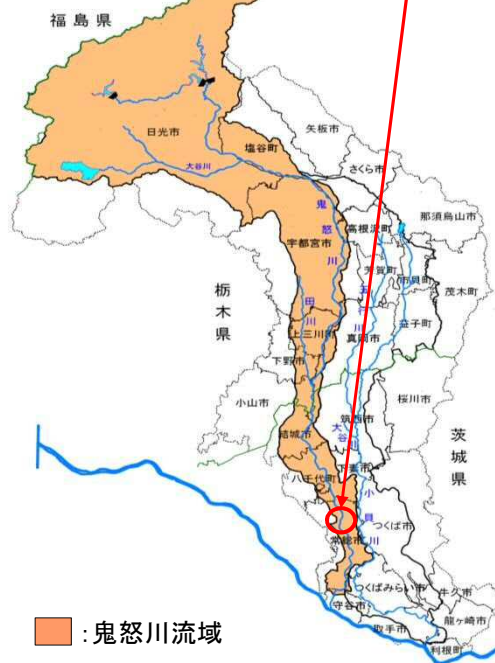 福島県
日光市
矢板市
塩谷町
さくら市
大谷川
鬼怒川
高根沢町
那須烏山市
宇都宮市
芳賀町
市貝町
茂木町
栃木県
田川
五行川
上三川町
真岡市
益子町
下野市
小山市
桜川市
筑西市
結城市
大谷川
茨城県
下妻市
八千代町
小貝川
つくば市
常総市
つくばみらい市
牛久市
守谷市
龍ヶ崎市
取手市
利根町
:鬼怒川流域